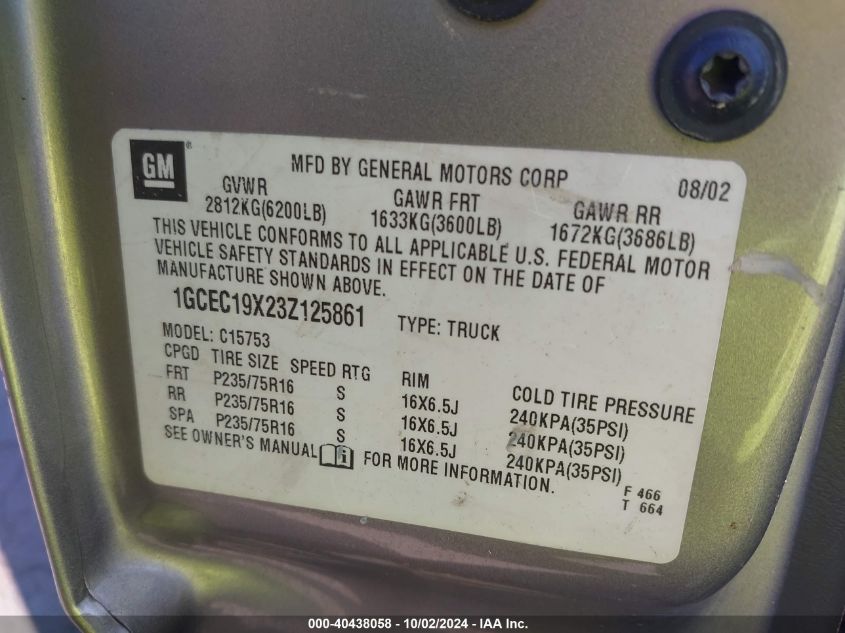 GM
MFD BY GENERAL MOTORS CORP 08/02
GVWR GAWR FRT GAWR RR
2812KG(6200LB) 1633KG(3600LB) 1672KG(3686LB)
THIS VEHICLE CONFORMS TO ALL APPLICABLE U.S. FEDERAL MOTOR
VEHICLE SAFETY STANDARDS IN EFFECT ON THE DATE OF
MANUFACTURE SHOWN ABOVE.
1GCEC19X23Z125861 TYPE: TRUCK
MODEL: C15753
CPGD TIRE SIZE SPEED RTG RIM COLD TIRE PRESSURE
FRT P235/75R16 S 16X6.5J 240KPA(35PSI)
RR P235/75R16 S 16X6.5J 240KPA(35PSI)
SPA P235/75R16 S 16X6.5J 240KPA(35PSI)
SEE OWNER'S MANUAL FOR MORE INFORMATION.
F 466
T 664
000-40438058 - 10/02/2024 - IAA Inc.